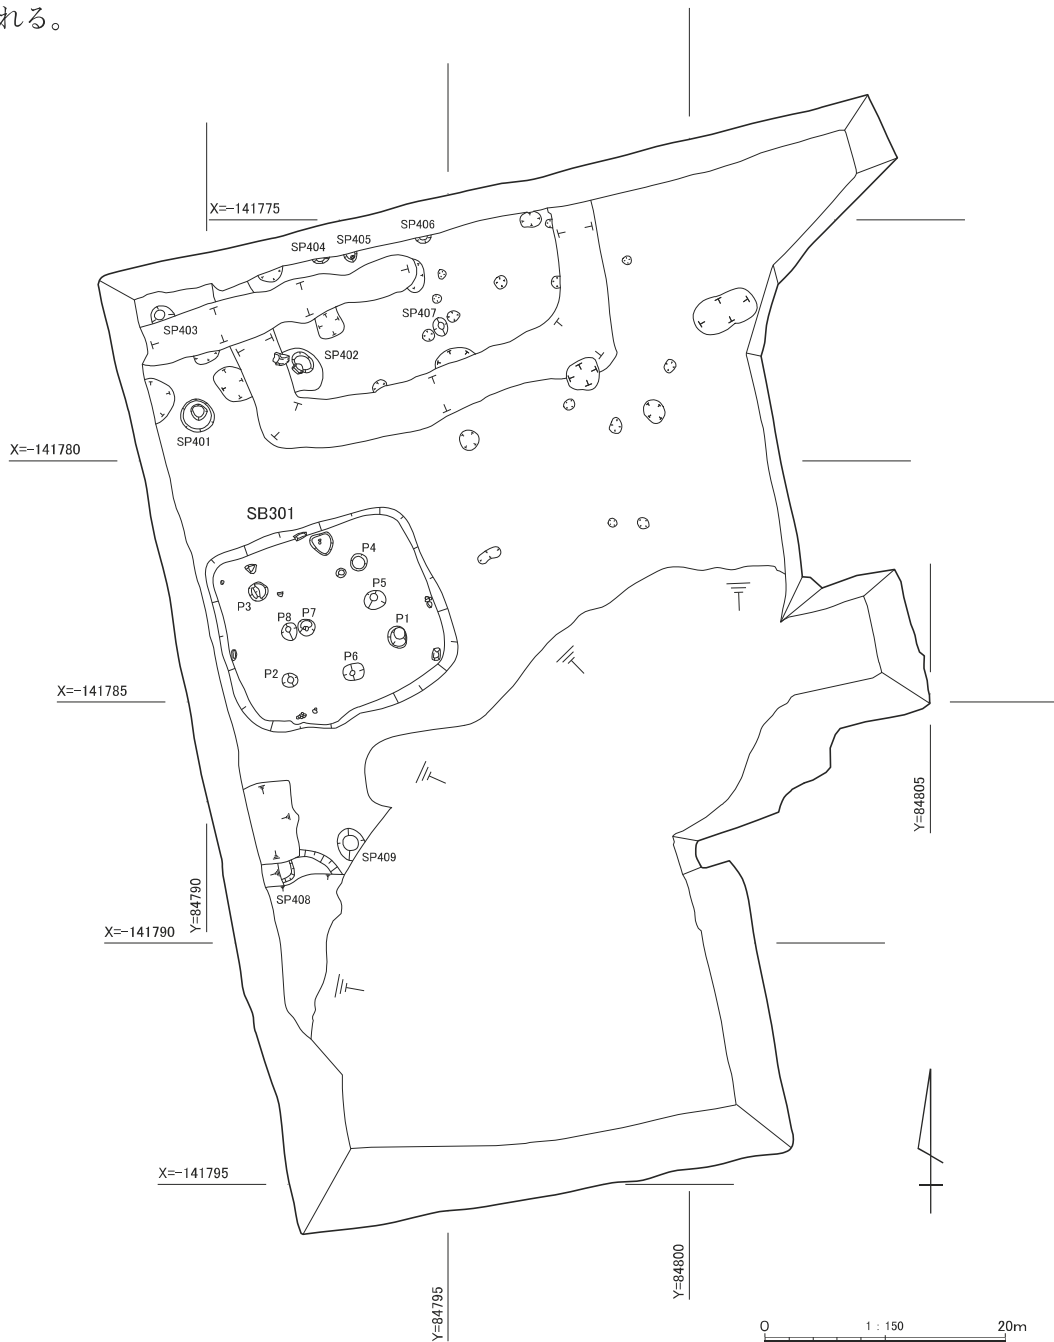 れる。
X=-141775
SP406
SP405
SP404
SP403
SP407
SP402
SP401
X=-141780
SB301
P4
P5
P3
P8
P7
P1
P6
P2
X=-141785
Y=84805
SP409
SP408
Y=84790
X=-141790
X=-141795
Y=84800
Y=84795
0
1：150
20m